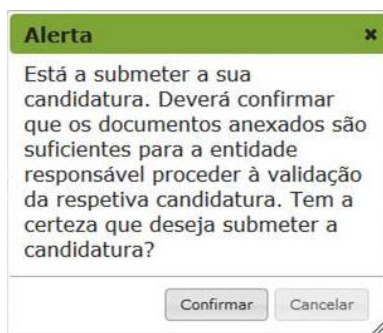 Alerta
Está a submeter a sua
candidatura. Deverá confirmar
que os documentos anexados são
suficientes para a entidade
responsável proceder à validação
da respetiva candidatura. Tem a
certeza que deseja submeter a
candidatura?
Confirmar Cancelar